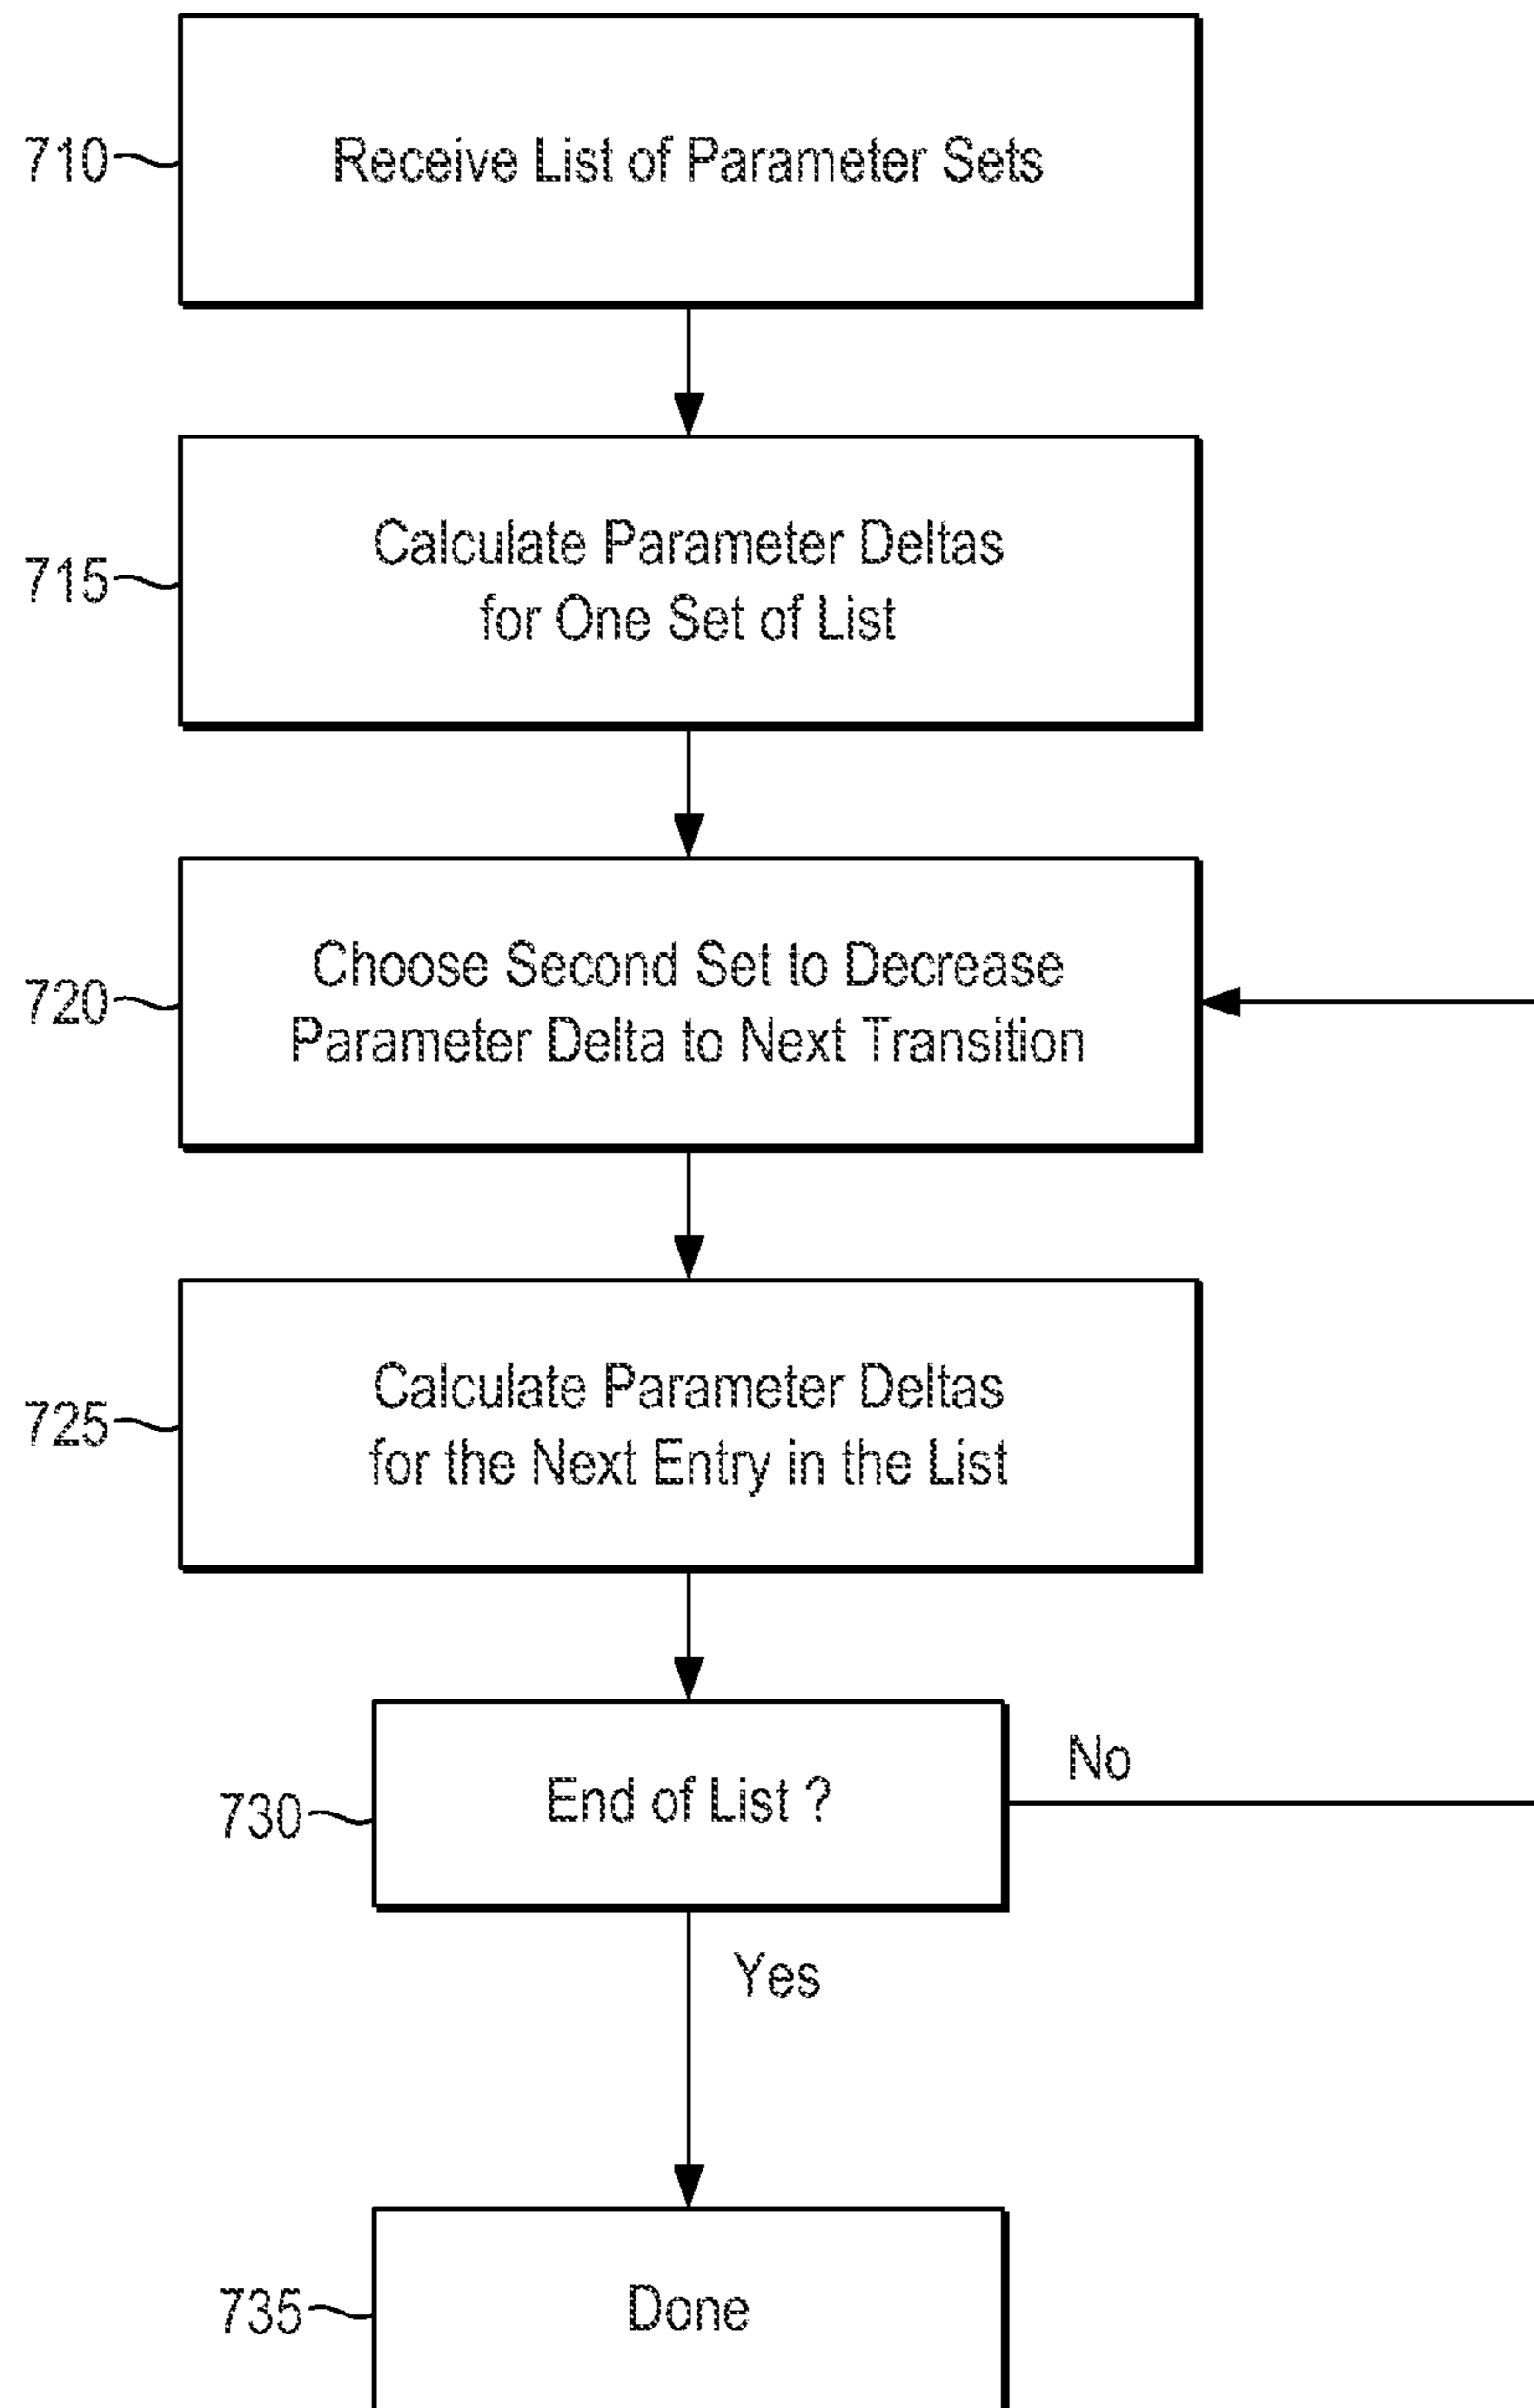 710
Receive List of Parameter Sets
715
Calculate Parameter Deltas
for One Set of List
720
Choose Second Set to Decrease
Parameter Delta to Next Transition
725
Calculate Parameter Deltas
for the Next Entry in the List
730
End of List ?
No
Yes
735
Done